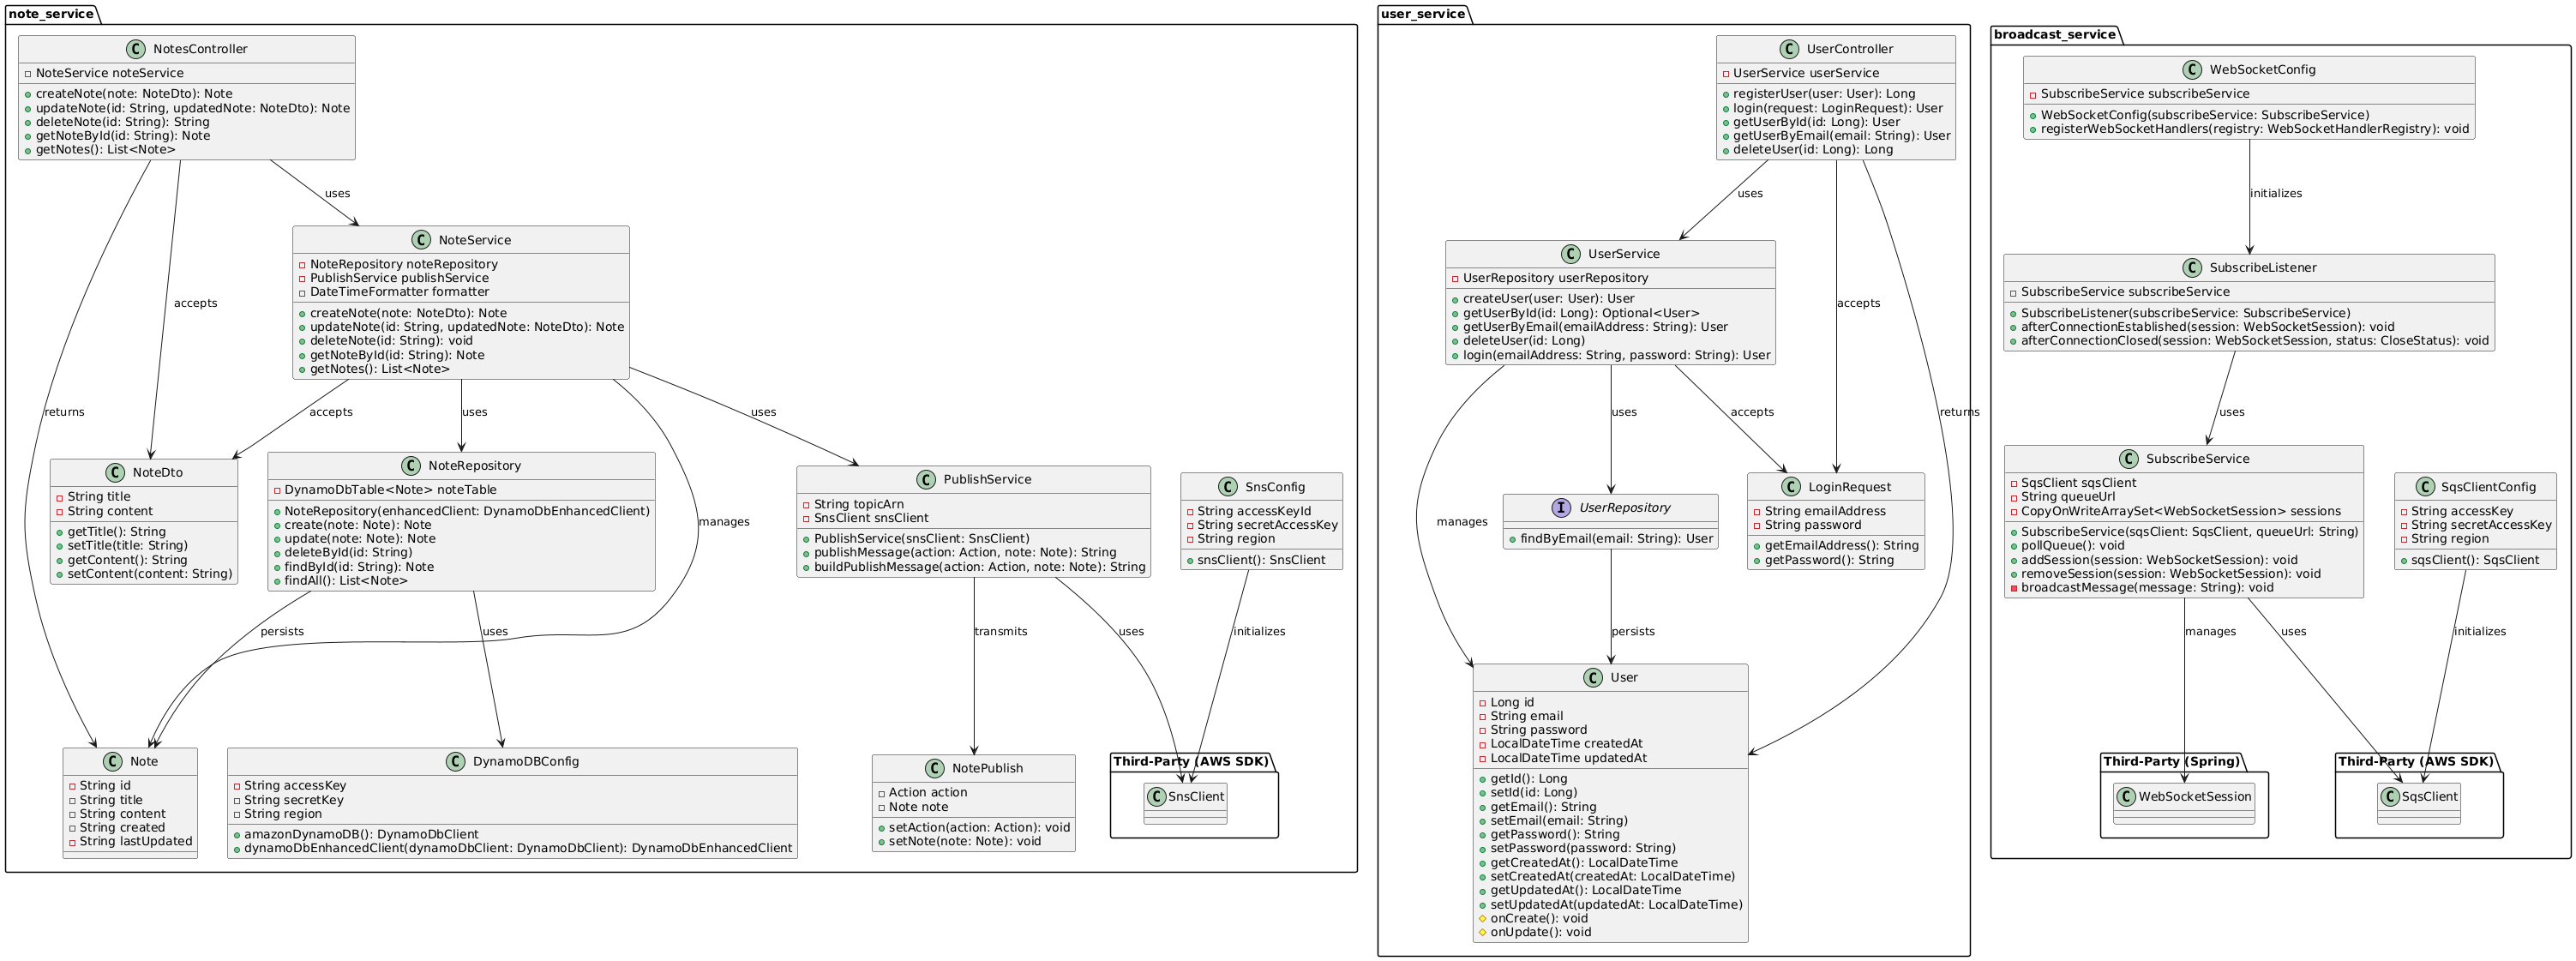 note_service
NotesController
NoteService noteService
createNote(note: NoteDto): Note
updateNote(id: String, updatedNote: NoteDto): Note
deleteNote(id: String): String
getNoteById(id: String): Note
getNotes(): List<Note>
uses
accepts
returns
NoteService
NoteRepository noteRepository
PublishService publishService
DateTimeFormatter formatter
createNote(note: NoteDto): Note
updateNote(id: String, updatedNote: NoteDto): Note
deleteNote(id: String): void
getNoteById(id: String): Note
getNotes(): List<Note>
accepts
uses
uses
manages
NoteDto
String title
String content
getTitle(): String
setTitle(title: String)
getContent(): String
setContent(content: String)
NoteRepository
DynamoDbTable<Note> noteTable
NoteRepository(enhancedClient: DynamoDbEnhancedClient)
create(note: Note): Note
update(note: Note): Note
deleteById(id: String)
findById(id: String): Note
findAll(): List<Note>
PublishService
String topicArn
SnsClient snsClient
PublishService(snsClient: SnsClient)
publishMessage(action: Action, note: Note): String
buildPublishMessage(action: Action, note: Note): String
SnsConfig
String accessKeyId
String secretAccessKey
String region
snsClient(): SnsClient
persists
uses
transmits
uses
initializes
Note
String id
String title
String content
String created
String lastUpdated
DynamoDBConfig
String accessKey
String secretKey
String region
amazonDynamoDB(): DynamoDbClient
dynamoDbEnhancedClient(dynamoDbClient: DynamoDbClient): DynamoDbEnhancedClient
NotePublish
Action action
Note note
setAction(action: Action): void
setNote(note: Note): void
Third-Party (AWS SDK)
SnsClient
user_service
UserController
UserService userService
registerUser(user: User): Long
login(request: LoginRequest): User
getUserById(id: Long): User
getUserByEmail(email: String): User
deleteUser(id: Long): Long
uses
accepts
returns
UserService
UserRepository userRepository
createUser(user: User): User
getUserById(id: Long): Optional<User>
getUserByEmail(emailAddress: String): User
deleteUser(id: Long)
login(emailAddress: String, password: String): User
manages
uses
accepts
UserRepository
findByEmail(email: String): User
LoginRequest
String emailAddress
String password
getEmailAddress(): String
getPassword(): String
persists
User
Long id
String email
String password
LocalDateTime createdAt
LocalDateTime updatedAt
getId(): Long
setId(id: Long)
getEmail(): String
setEmail(email: String)
getPassword(): String
setPassword(password: String)
getCreatedAt(): LocalDateTime
setCreatedAt(createdAt: LocalDateTime)
getUpdatedAt(): LocalDateTime
setUpdatedAt(updatedAt: LocalDateTime)
onCreate(): void
onUpdate(): void
broadcast_service
WebSocketConfig
SubscribeService subscribeService
WebSocketConfig(subscribeService: SubscribeService)
registerWebSocketHandlers(registry: WebSocketHandlerRegistry): void
initializes
SubscribeListener
SubscribeService subscribeService
SubscribeListener(subscribeService: SubscribeService)
afterConnectionEstablished(session: WebSocketSession): void
afterConnectionClosed(session: WebSocketSession, status: CloseStatus): void
uses
SubscribeService
SqsClient sqsClient
String queueUrl
CopyOnWriteArraySet<WebSocketSession> sessions
SubscribeService(sqsClient: SqsClient, queueUrl: String)
pollQueue(): void
addSession(session: WebSocketSession): void
removeSession(session: WebSocketSession): void
broadcastMessage(message: String): void
SqsClientConfig
String accessKey
String secretAccessKey
String region
sqsClient(): SqsClient
manages
uses
initializes
Third-Party (Spring)
WebSocketSession
Third-Party (AWS SDK)
SqsClient